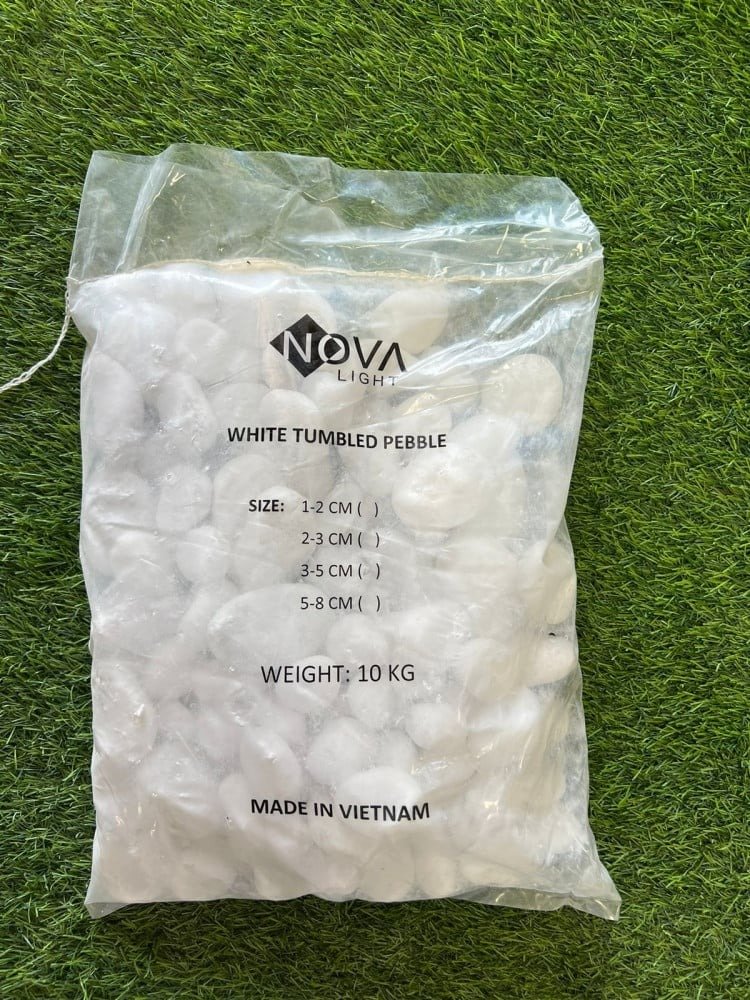 NOVA
LIGHT
WHITE TUMBLED PEBBLE
SIZE: 1-2 CM ( )
2-3 CM ( )
3-5 CM ( )
5-8 CM ( )
WEIGHT: 10 KG
MADE IN VIETNAM